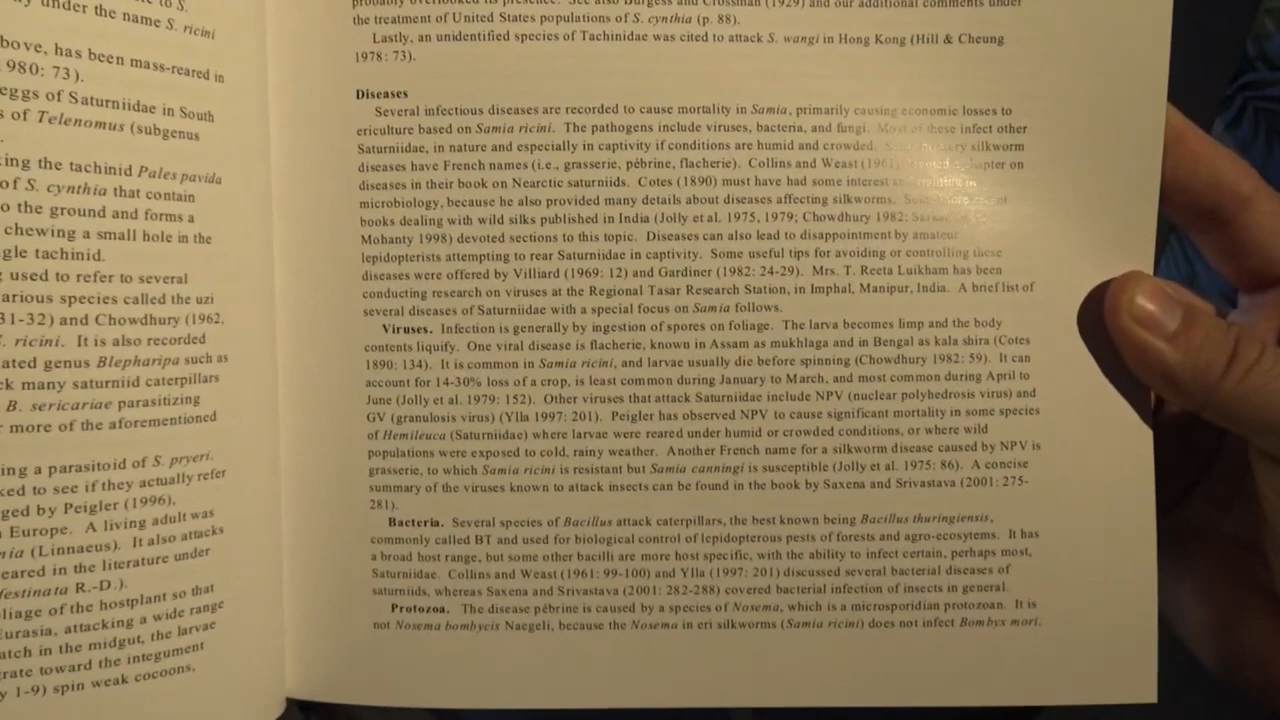 to S.
under the name S. ricini
bove, has been mass-reared in
980: 73).
eggs of Saturniidae in South
s of Telenomus (subgenus
ing the tachinid Pales pavida
of S. cynthia that contain
o the ground and forms a
chewing a small hole in the
gle tachinid.
used to refer to several
arious species called the uzi
31-32) and Chowdhury (1962,
. ricini. It is also recorded
ated genus Blepharipa such as
ck many saturniid caterpillars
B. sericariae parasitizing
r more of the aforementioned
ing a parasitoid of S. pryeri.
ked to see if they actually refer
ged by Peigler (1996),
Europe. A living adult was
nia (Linnaeus). It also attacks
eared in the literature under
festinata R.-D.).
liage of the hostplant so that
Eurasia, attacking a wide range
atch in the midgut, the larvae
grate toward the integument
y 1-9) spin weak cocoons,
probably overlooked its presence. See also Burgess and Crossman (1929) and our additional comments under
the treatment of United States populations of S. cynthia (p. 88).
Lastly, an unidentified species of Tachinidae was cited to attack S. wangi in Hong Kong (Hill & Cheung
1978: 73).
Diseases
Several infectious diseases are recorded to cause mortality in Samia, primarily causing economic losses to
ericulture based on Samia ricini. The pathogens include viruses, bacteria, and fungi. Most of these infect other
Saturniidae, in nature and especially in captivity if conditions are humid and crowded. silkworm
diseases have French names (i.e., grasserie, pébrine, flacherie). Collins and Weast (1961) devoted a chapter on
diseases in their book on Nearctic saturniids. Cotes (1890) must have had some interest in
microbiology, because he also provided many details about diseases affecting silkworms.
books dealing with wild silks published in India (Jolly et al. 1975, 1979; Chowdhury 1982;
Mohanty 1998) devoted sections to this topic. Diseases can also lead to disappointment by amateur
lepidopterists attempting to rear Saturniidae in captivity. Some useful tips for avoiding or controlling these
diseases were offered by Villiard (1969: 12) and Gardiner (1982: 24-29). Mrs. T. Reeta Luikham has been
conducting research on viruses at the Regional Tasar Research Station, in Imphal, Manipur, India. A brief list of
several diseases of Saturniidae with a special focus on Samia follows.
Viruses. Infection is generally by ingestion of spores on foliage. The larva becomes limp and the body
contents liquify. One viral disease is flacherie, known in Assam as mukhlaga and in Bengal as kala shira (Cotes
1890: 134). It is common in Samia ricini, and larvae usually die before spinning (Chowdhury 1982: 59). It can
account for 14-30% loss of a crop, is least common during January to March, and most common during April to
June (Jolly et al. 1979: 152). Other viruses that attack Saturniidae include NPV (nuclear polyhedrosis virus) and
GV (granulosis virus) (Ylla 1997: 201). Peigler has observed NPV to cause significant mortality in some species
of Hemileuca (Saturniidae) where larvae were reared under humid or crowded conditions, or where wild
populations were exposed to cold, rainy weather. Another French name for a silkworm disease caused by NPV is
grasserie, to which Samia ricini is resistant but Samia canningi is susceptible (Jolly et al. 1975: 86). A concise
summary of the viruses known to attack insects can be found in the book by Saxena and Srivastava (2001: 275-
281).
Bacteria. Several species of Bacillus attack caterpillars, the best known being Bacillus thuringiensis,
commonly called BT and used for biological control of lepidopterous pests of forests and agro-ecosytems. It has
a broad host range, but some other bacilli are more host specific, with the ability to infect certain, perhaps most,
Saturniidae. Collins and Weast (1961: 99-100) and Ylla (1997: 201) discussed several bacterial diseases of
saturniids, whereas Saxena and Srivastava (2001: 282-288) covered bacterial infection of insects in general.
Protozoa. The disease pébrine is caused by a species of Nosema, which is a microsporidian protozoan. It is
not Nosema bombycis Naegeli, because the Nosema in eri silkworms (Samia ricini) does not infect Bombyx mori.